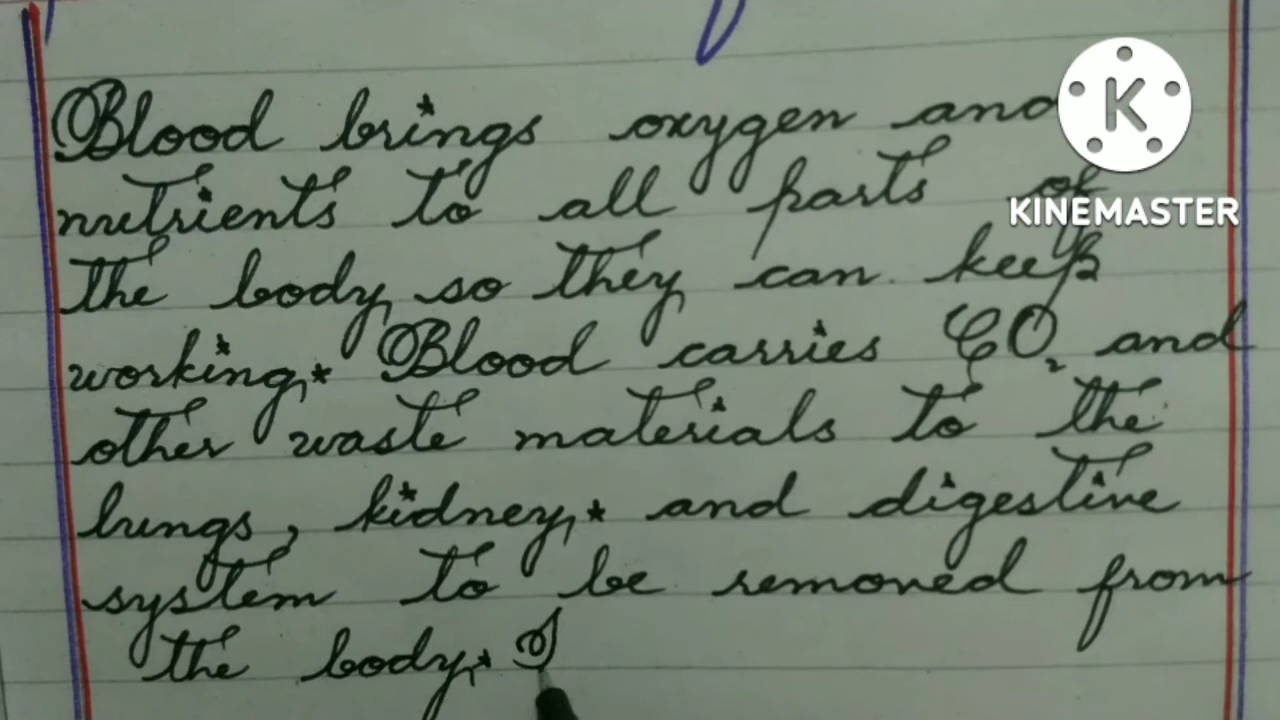 Blood brings oxygen and
nutrients to all parts of
the body so they can keep
working. Blood carries CO₂ and
other waste materials to the
lungs, kidney, and digestive
system to be removed from
the body.
K
KINEMASTER